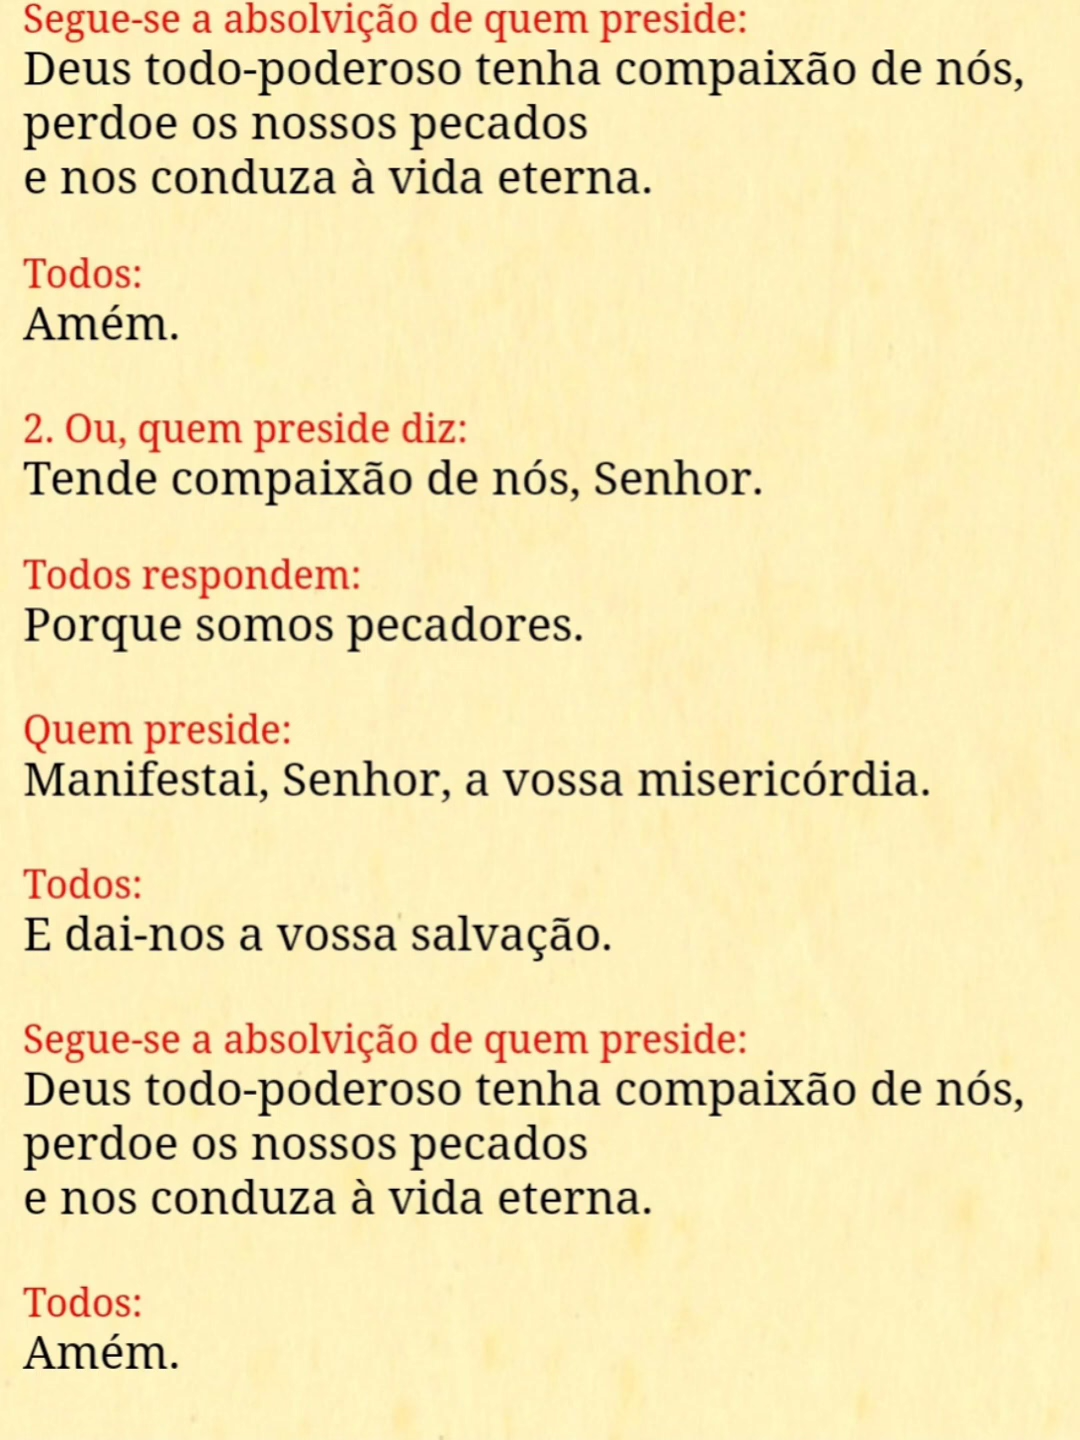 Segue-se a absolvição de quem preside:
Deus todo-poderoso tenha compaixão de nós,
perdoe os nossos pecados
e nos conduza à vida eterna.
Todos:
Amém.
2. Ou, quem preside diz:
Tende compaixão de nós, Senhor.
Todos respondem:
Porque somos pecadores.
Quem preside:
Manifestai, Senhor, a vossa misericórdia.
Todos:
E dai-nos a vossa salvação.
Segue-se a absolvição de quem preside:
Deus todo-poderoso tenha compaixão de nós,
perdoe os nossos pecados
e nos conduza à vida eterna.
Todos:
Amém.